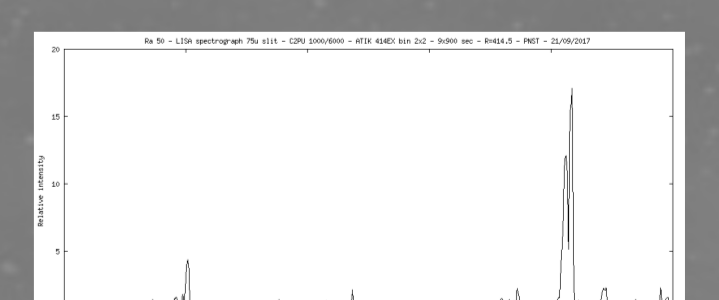 Ra 50 - LISA spectrograph 75u slit - C2PU 1000/6000 - ATIK 414EX bin 2x2 - 9x900 sec - R=414.5 - PNST - 21/09/2017
20
15
10
5
Relative intensity